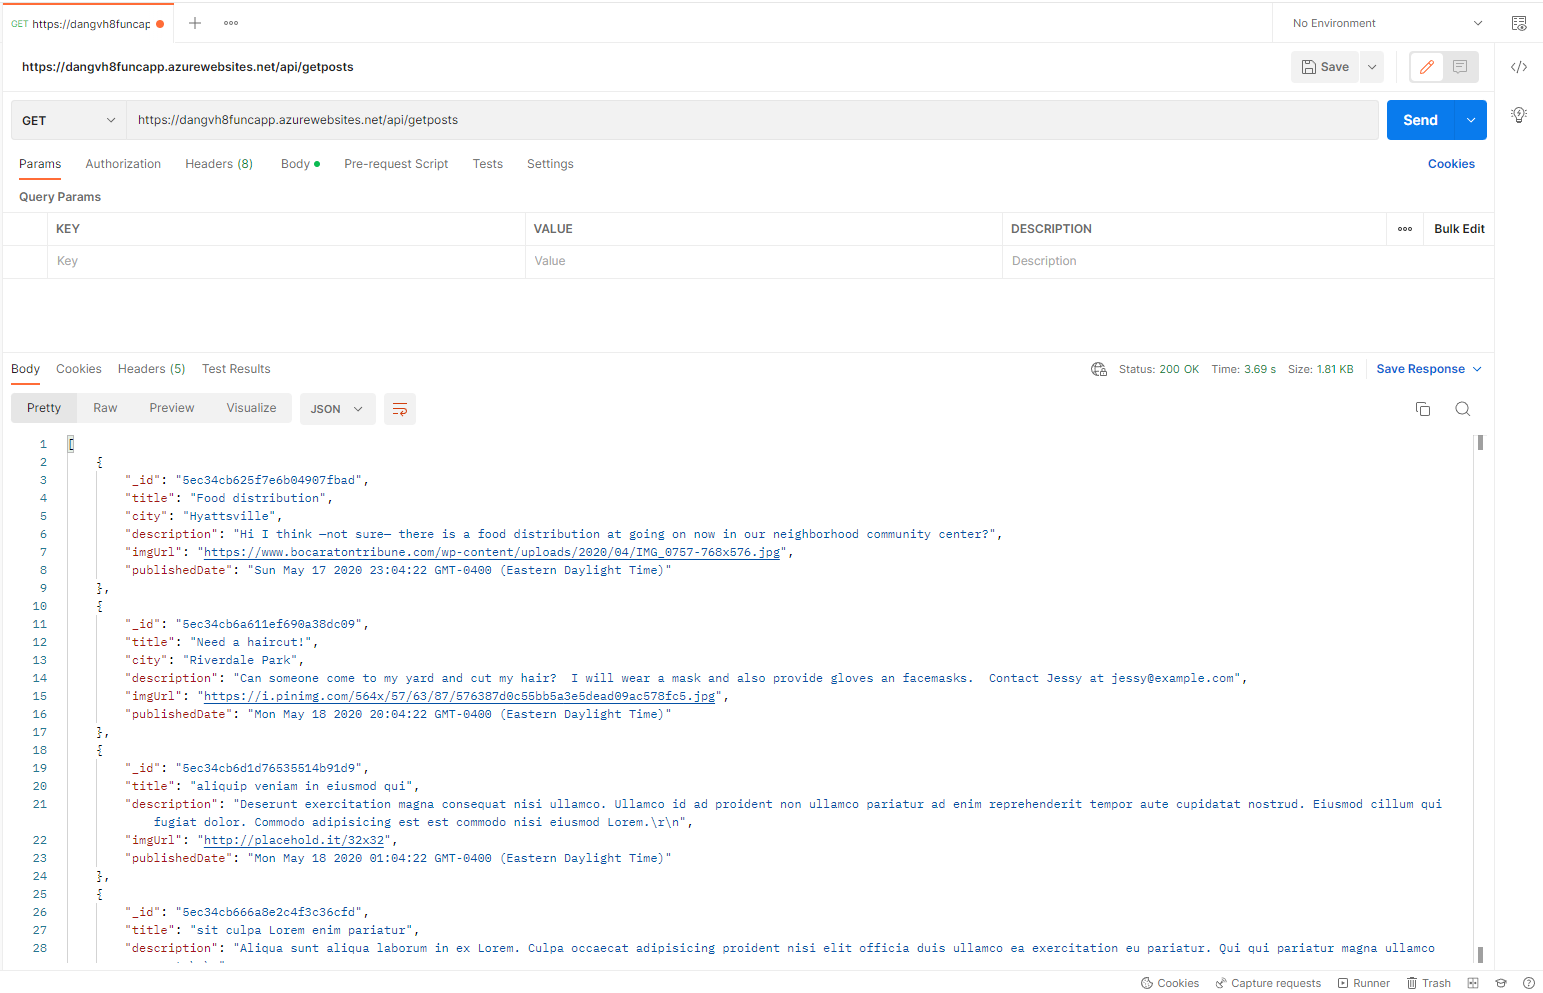 GET https://dangvh8funcap
No Environment
https://dangvh8funcapp.azurewebsites.net/api/getposts
Save
GET
https://dangvh8funcapp.azurewebsites.net/api/getposts
Send
Params Authorization Headers (8) Body Pre-request Script Tests Settings Cookies
Query Params
KEY VALUE DESCRIPTION Bulk Edit
Key Value Description
Body Cookies Headers (5) Test Results Status: 200 OK Time: 3.69 s Size: 1.81 KB Save Response
Pretty Raw Preview Visualize JSON
1 [
2 {
3 "_id": "5ec34cb625f7e6b04907fbad",
4 "title": "Food distribution",
5 "city": "Hyattsville",
6 "description": "Hi I think —not sure— there is a food distribution at going on now in our neighborhood community center?",
7 "imgUrl": "https://www.bocaratontribune.com/wp-content/uploads/2020/04/IMG_0757-768x576.jpg",
8 "publishedDate": "Sun May 17 2020 23:04:22 GMT-0400 (Eastern Daylight Time)"
9 },
10 {
11 "_id": "5ec34cb6a611ef690a38dc09",
12 "title": "Need a haircut!",
13 "city": "Riverdale Park",
14 "description": "Can someone come to my yard and cut my hair?  I will wear a mask and also provide gloves an facemasks.  Contact Jessy at jessy@example.com",
15 "imgUrl": "https://i.pinimg.com/564x/57/63/87/576387d0c55bb5a3e5dead09ac578fc5.jpg",
16 "publishedDate": "Mon May 18 2020 20:04:22 GMT-0400 (Eastern Daylight Time)"
17 },
18 {
19 "_id": "5ec34cb6d1d76535514b91d9",
20 "title": "aliquip veniam in eiusmod qui",
21 "description": "Deserunt exercitation magna consequat nisi ullamco. Ullamco id ad proident non ullamco pariatur ad enim reprehenderit tempor aute cupidatat nostrud. Eiusmod cillum qui
fugiat dolor. Commodo adipisicing est est commodo nisi eiusmod Lorem.\r\n",
22 "imgUrl": "http://placehold.it/32x32",
23 "publishedDate": "Mon May 18 2020 01:04:22 GMT-0400 (Eastern Daylight Time)"
24 },
25 {
26 "_id": "5ec34cb666a8e2c4f3c36cfd",
27 "title": "sit culpa Lorem enim pariatur",
28 "description": "Aliqua sunt aliqua laborum in ex Lorem. Culpa occaecat adipisicing proident nisi elit officia duis ullamco ea exercitation eu pariatur. Qui qui pariatur magna ullamco
Cookies Capture requests Runner Trash